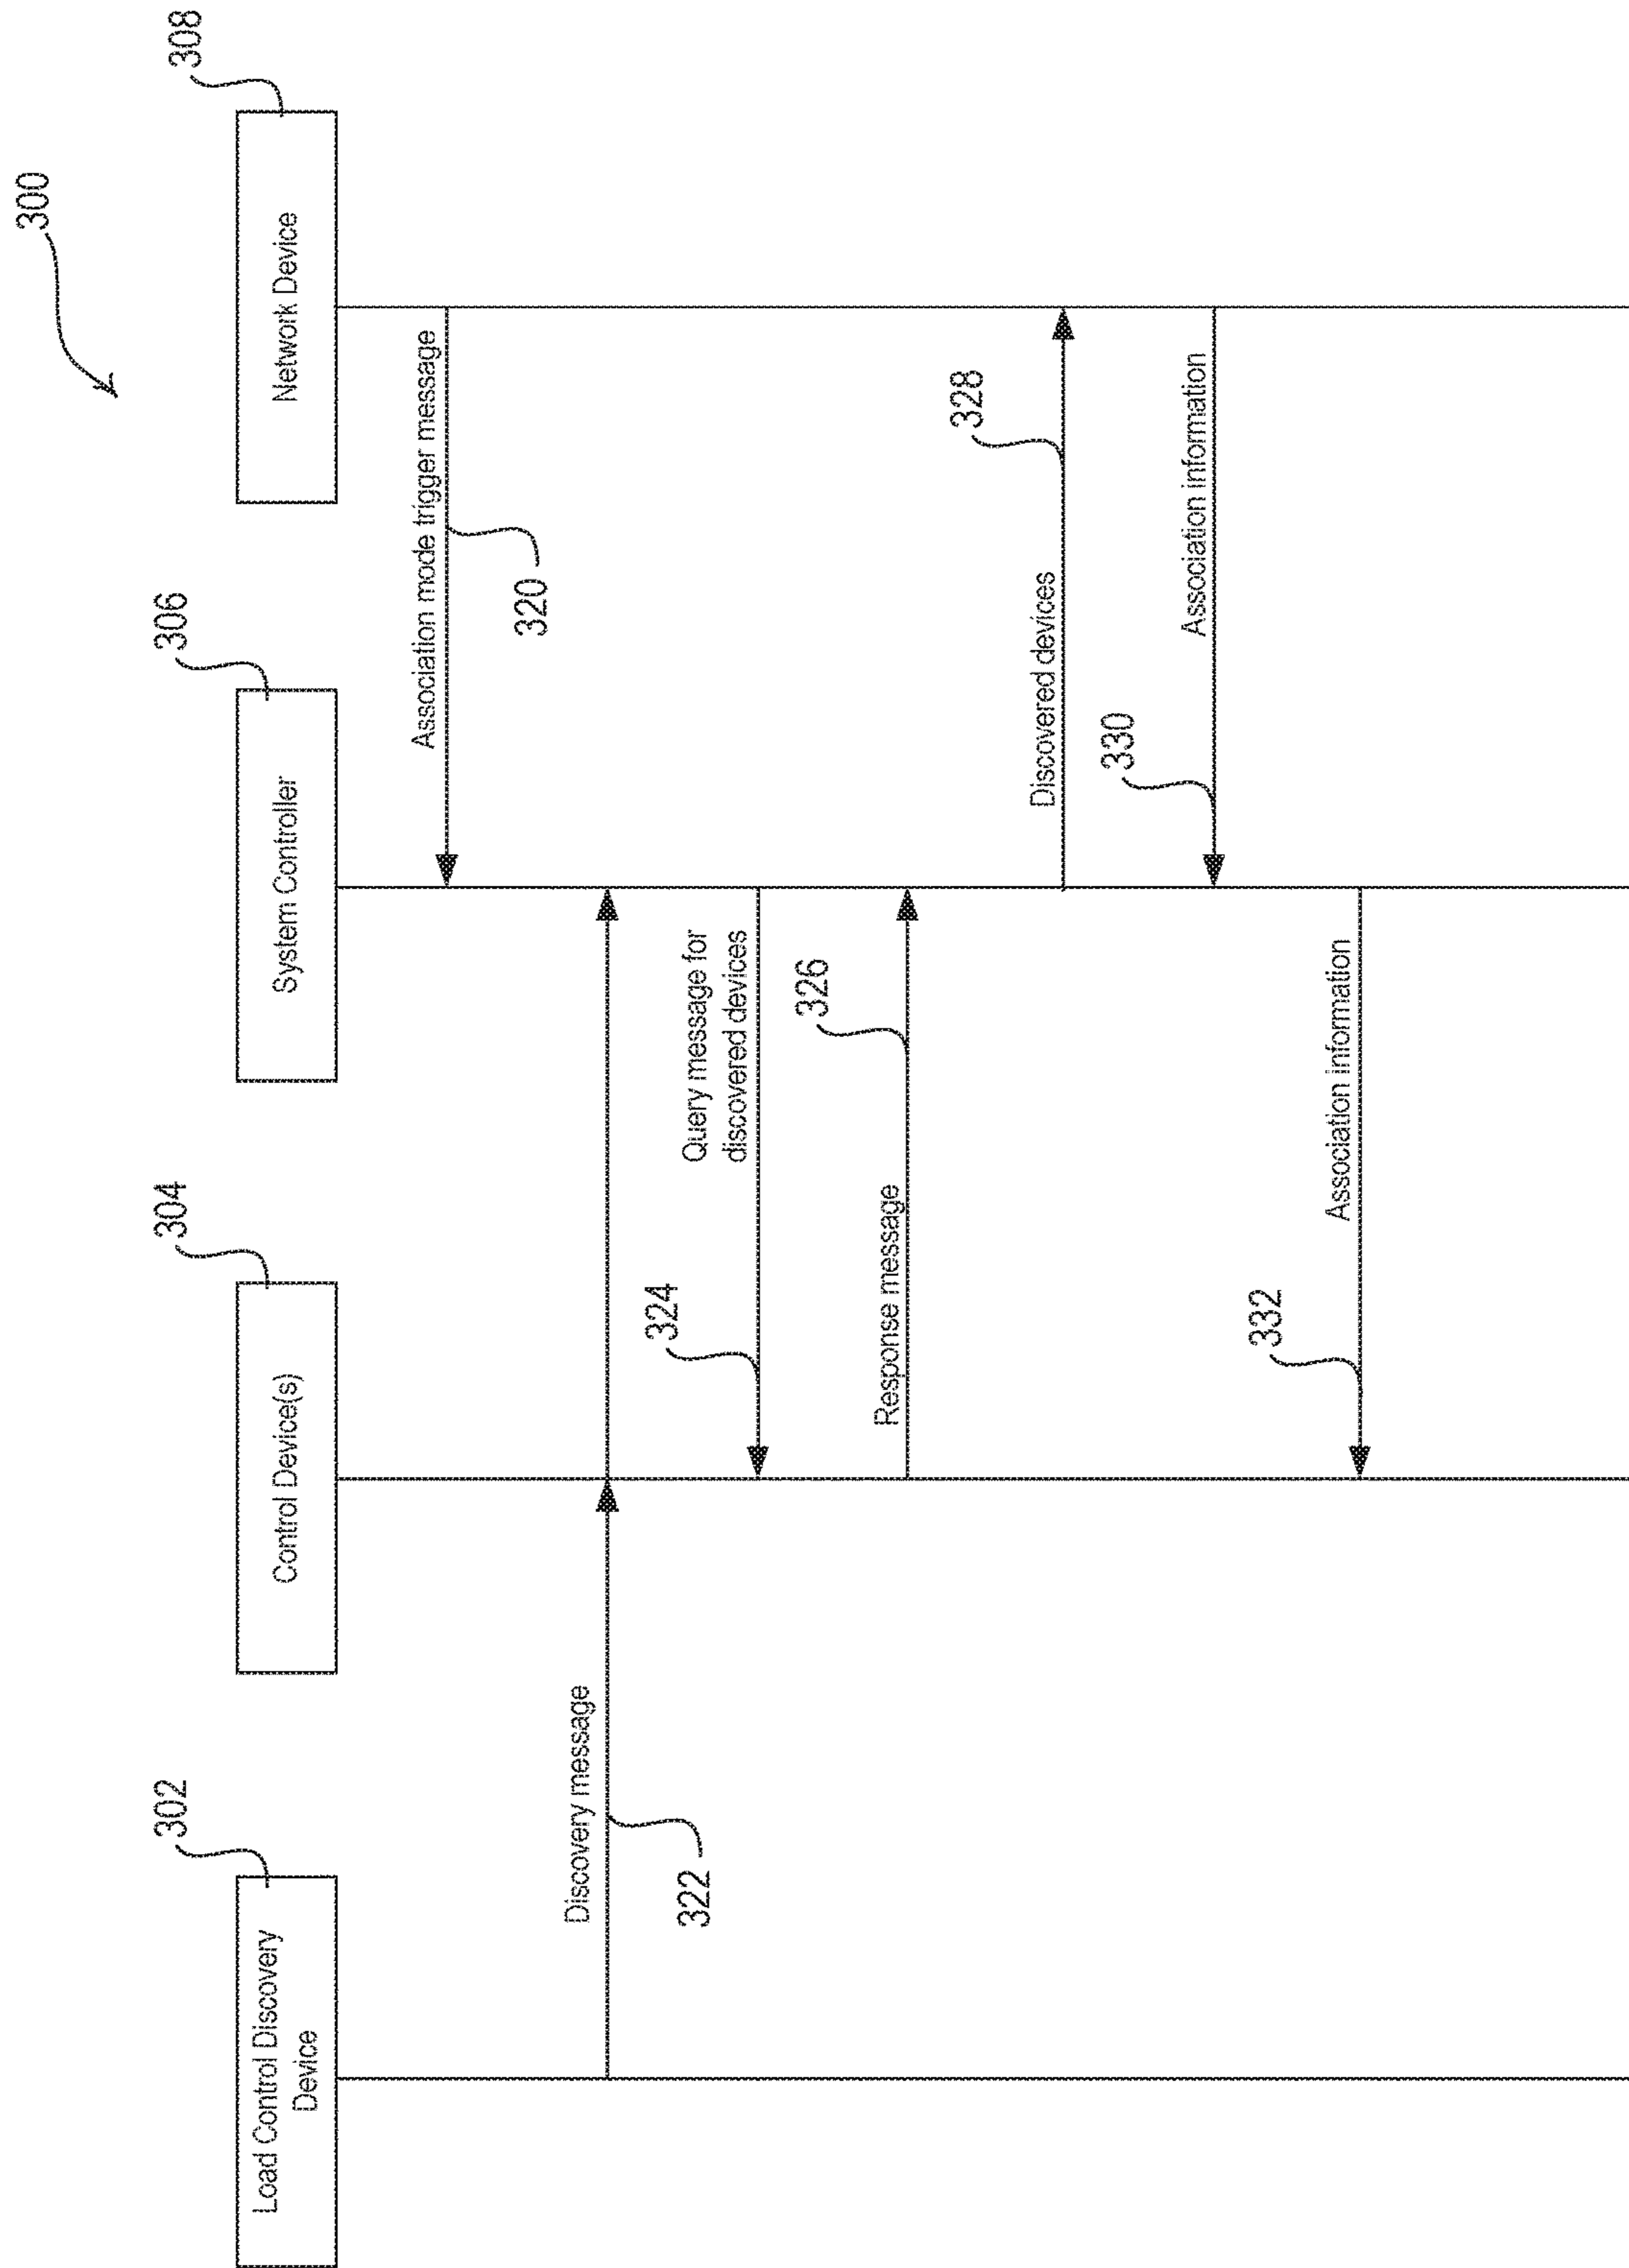 300
302
304
306
308
Load Control Discovery
Device
Control Device(s)
System Controller
Network Device
Association mode trigger message
320
Discovery message
322
Query message for
discovered devices
324
Response message
326
Discovered devices
328
Association information
330
Association information
332